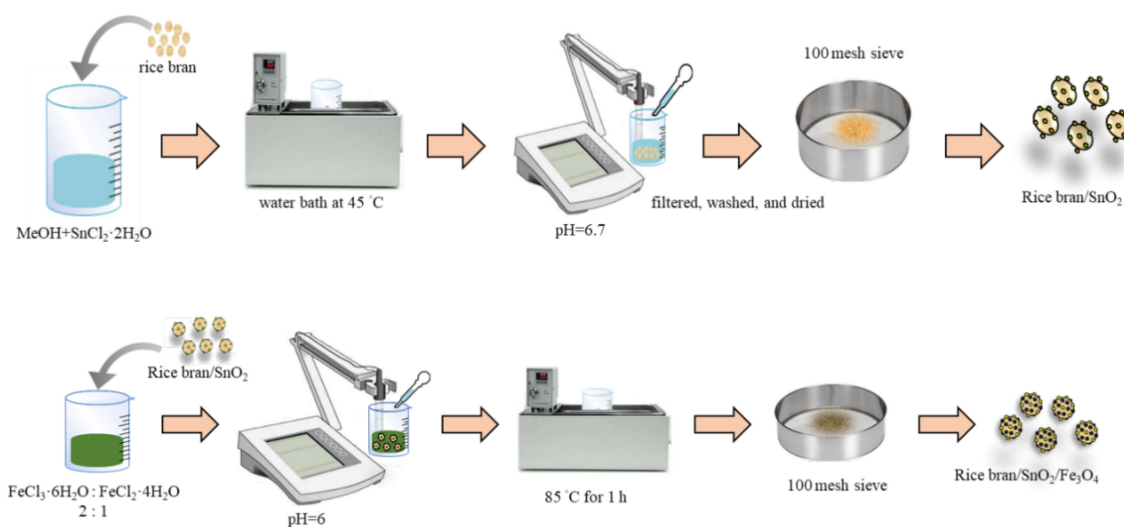 rice bran
100 mesh sieve
MeOH+SnCl₂·2H₂O
water bath at 45 °C
pH=6.7
filtered, washed, and dried
Rice bran/SnO₂
Rice bran/SnO₂
FeCl₃·6H₂O : FeCl₂·4H₂O
2 : 1
pH=6
85 °C for 1 h
100 mesh sieve
Rice bran/SnO₂/Fe₃O₄